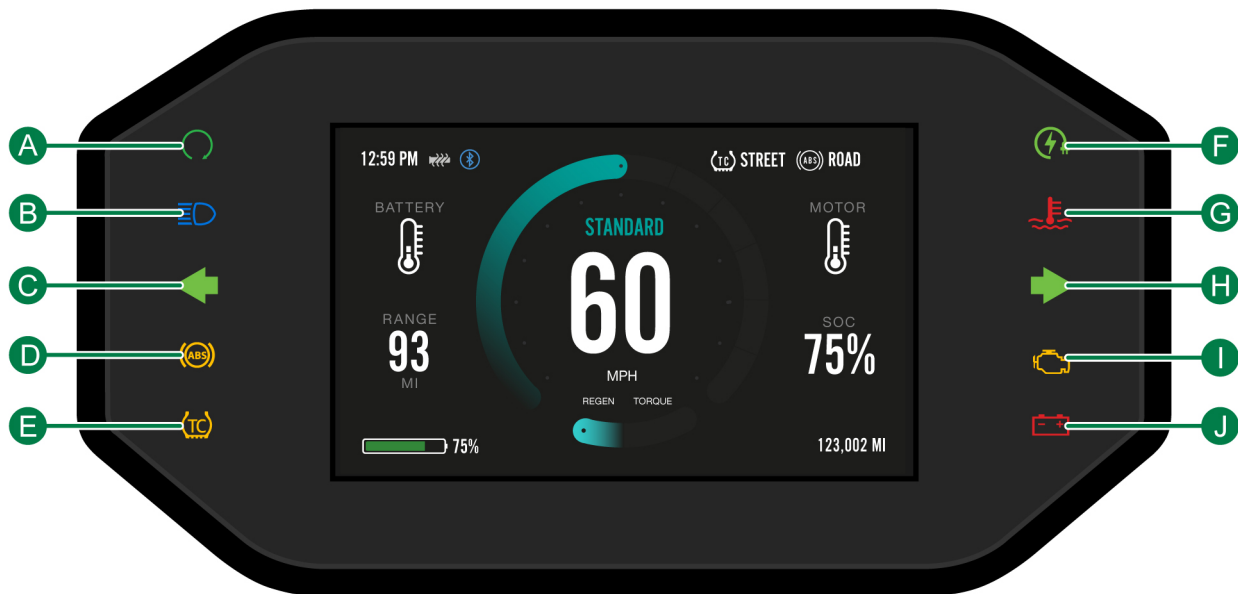 A
B
C
D
E
F
G
H
I
J
ABS
TC
12:59 PM
TC STREET ABS ROAD
BATTERY
MOTOR
STANDARD
60
MPH
RANGE
93
MI
SOC
75%
REGEN TORQUE
75%
123,002 MI
- +